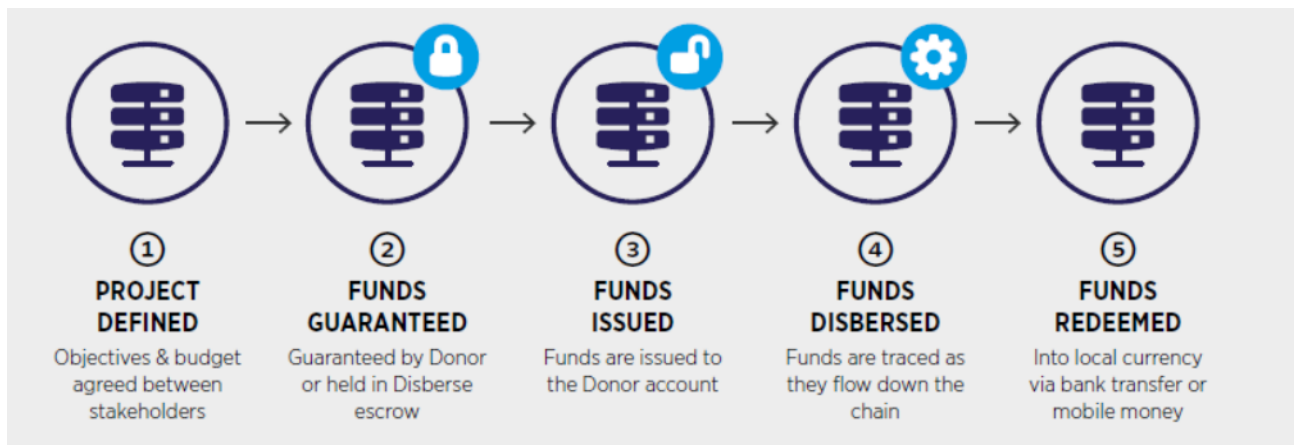 1
PROJECT
DEFINED
Objectives & budget
agreed between
stakeholders
2
FUNDS
GUARANTEED
Guaranteed by Donor
or held in Disberse
escrow
3
FUNDS
ISSUED
Funds are issued to
the Donor account
4
FUNDS
DISBERSED
Funds are traced as
they flow down the
chain
5
FUNDS
REDEEMED
Into local currency
via bank transfer or
mobile money